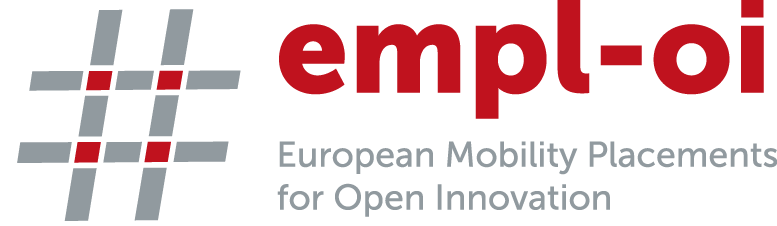 empl-oi
European Mobility Placements
for Open Innovation